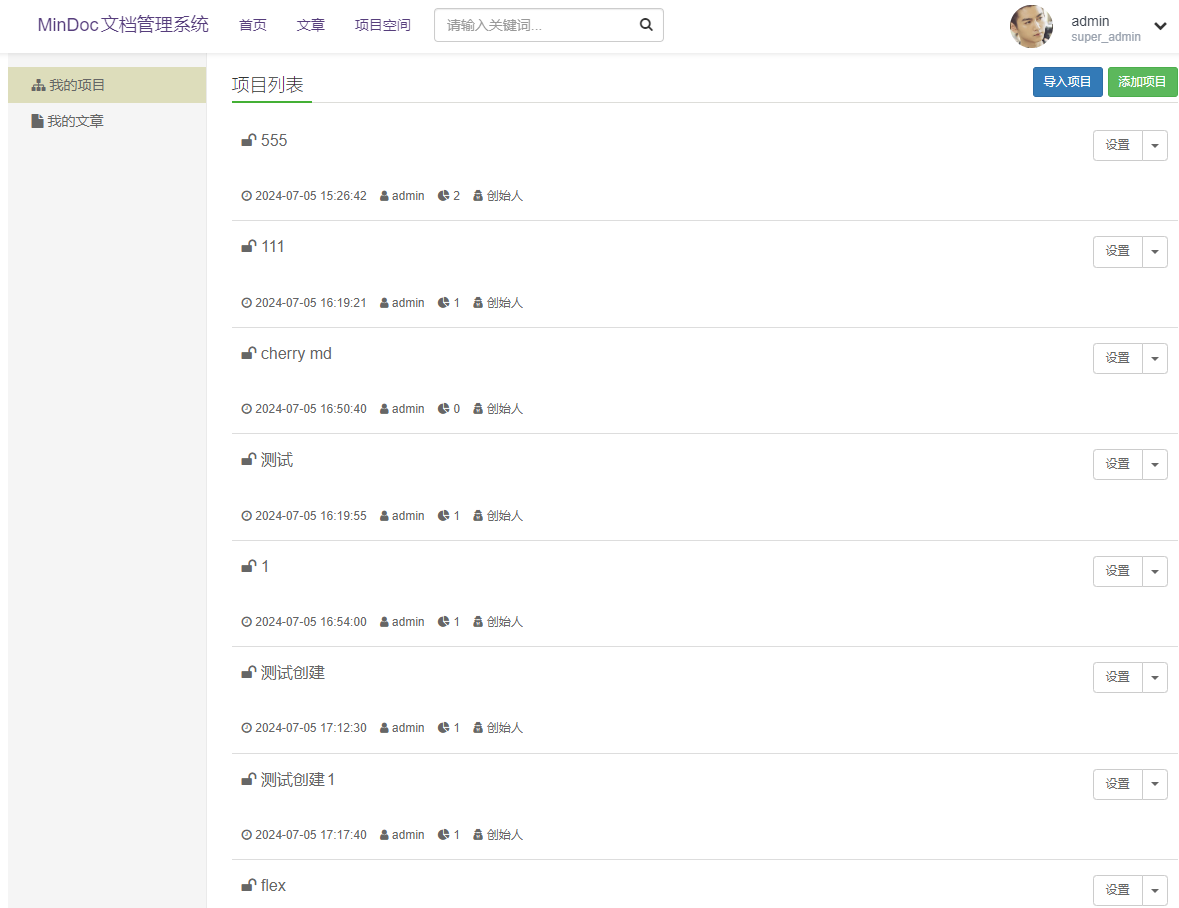 MinDoc文档管理系统 首页 文章 项目空间 请输入关键词... admin
super_admin
我的项目
我的文章
项目列表 导入项目 添加项目
555 设置
2024-07-05 15:26:42 admin 2 创始人
111 设置
2024-07-05 16:19:21 admin 1 创始人
cherry md 设置
2024-07-05 16:50:40 admin 0 创始人
测试 设置
2024-07-05 16:19:55 admin 1 创始人
1 设置
2024-07-05 16:54:00 admin 1 创始人
测试创建 设置
2024-07-05 17:12:30 admin 1 创始人
测试创建1 设置
2024-07-05 17:17:40 admin 1 创始人
flex 设置